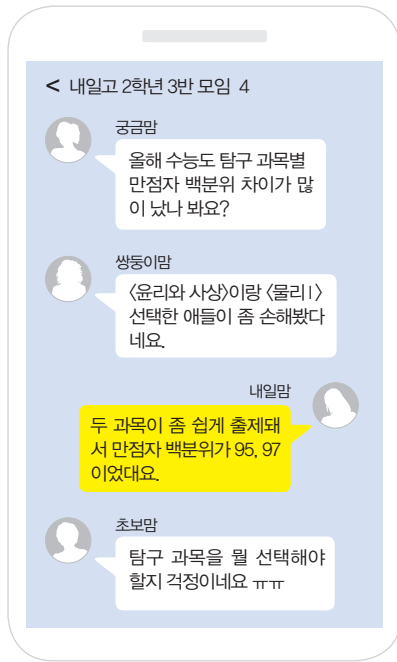 < 내일고 2학년 3반 모임 4
궁금맘
올해 수능도 탐구 과목별
만점자 백분위 차이가 많
이 났나 봐요?
쌍둥이맘
〈윤리와 사상〉이랑 〈물리Ⅰ〉
선택한 애들이 좀 손해봤다
네요.
내일맘
두 과목이 좀 쉽게 출제돼
서 만점자 백분위가 95, 97
이었대요.
초보맘
탐구 과목을 뭘 선택해야
할지 걱정이네요 ㅠㅠ